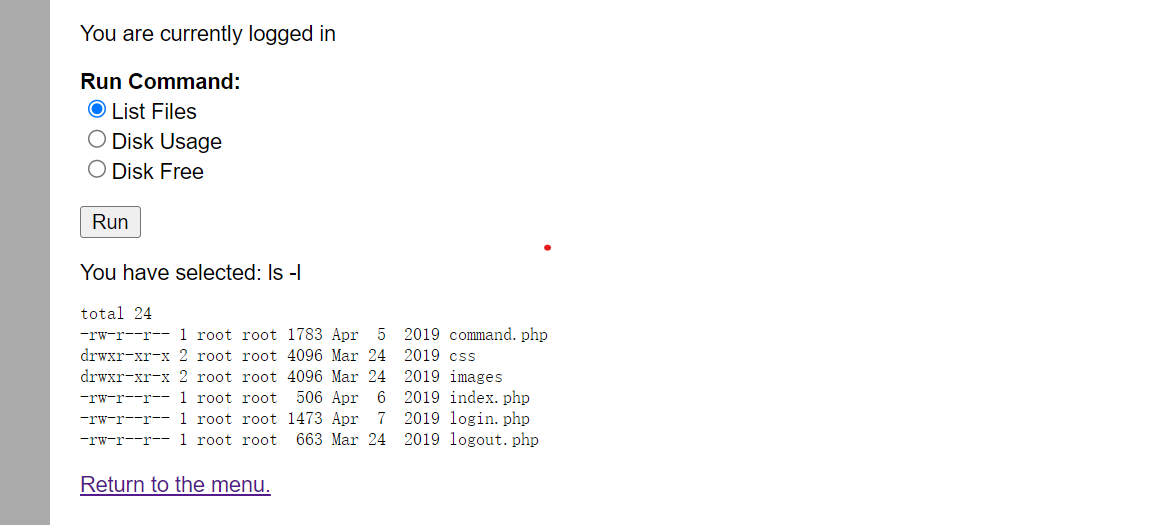 You are currently logged in
Run Command:
List Files
Disk Usage
Disk Free
Run
You have selected: ls -l
total 24
-rw-r--r-- 1 root root 1783 Apr  5  2019 command.php
drwxr-xr-x 2 root root 4096 Mar 24  2019 css
drwxr-xr-x 2 root root 4096 Mar 24  2019 images
-rw-r--r-- 1 root root  506 Apr  6  2019 index.php
-rw-r--r-- 1 root root 1473 Apr  7  2019 login.php
-rw-r--r-- 1 root root  663 Mar 24  2019 logout.php
Return to the menu.